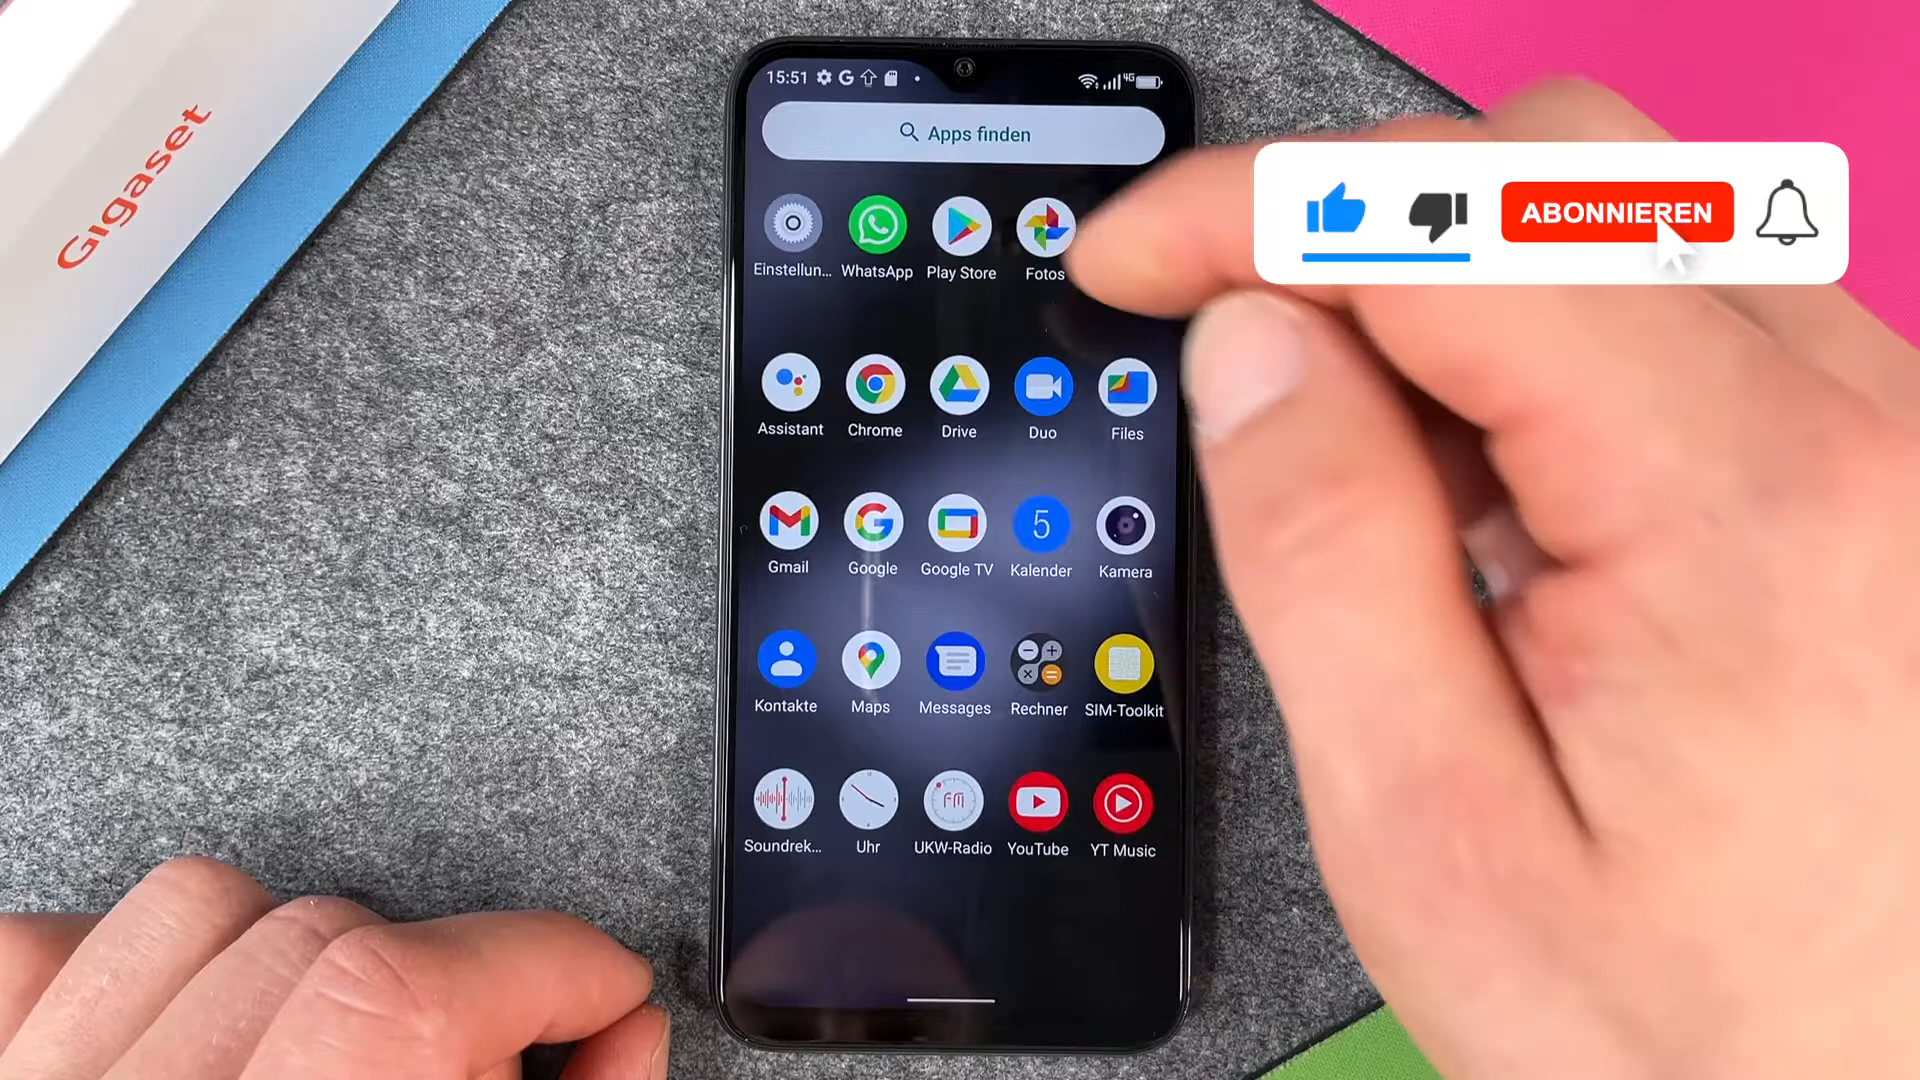 Gigaset
15:51
4G
Apps finden
Einstellun... WhatsApp Play Store Fotos
Assistant Chrome Drive Duo Files
5
Gmail Google Google TV Kalender Kamera
Kontakte Maps Messages Rechner SIM-Toolkit
FM
Soundrek... Uhr UKW-Radio YouTube YT Music
ABONNIEREN